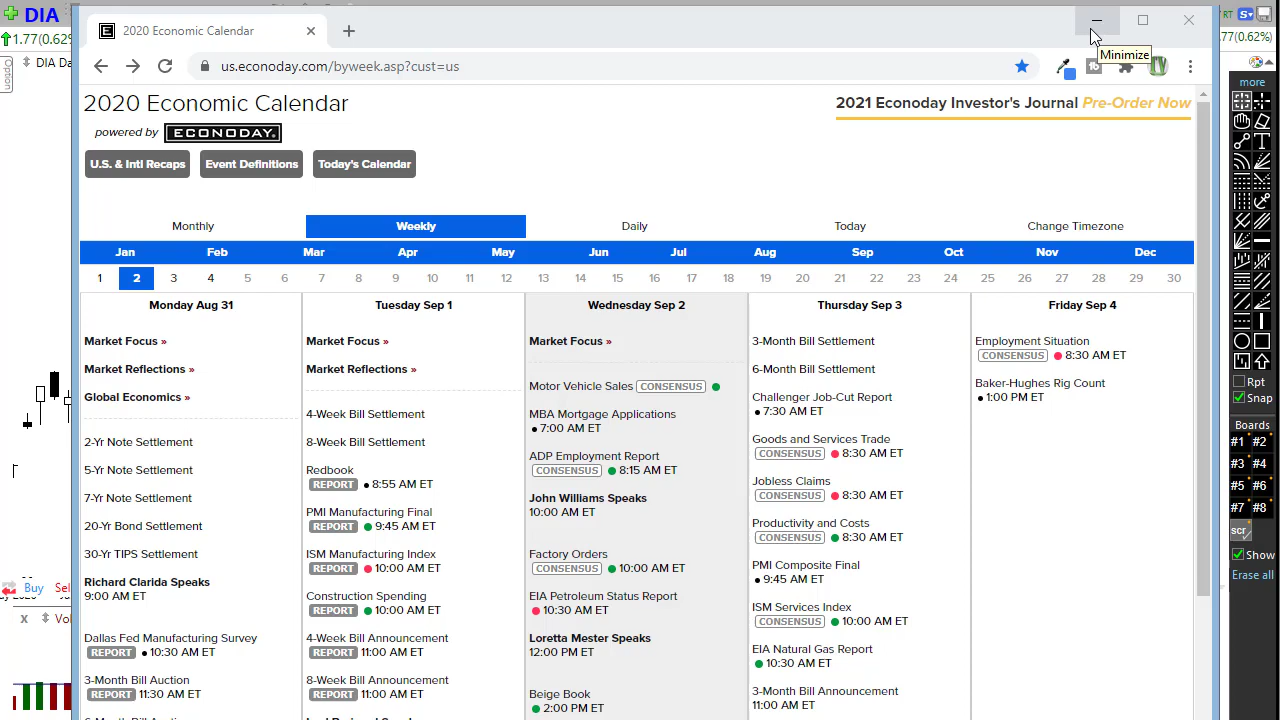 DIA
1.77(0.62%)
Option
DIA Da
2020 Economic Calendar
Minimize
RT
77(0.62%)
us.econoday.com/byweek.asp?cust=us
2020 Economic Calendar
powered by ECONODAY.
2021 Econoday Investor's Journal Pre-Order Now
U.S. & Intl Recaps Event Definitions Today's Calendar
Monthly Weekly Daily Today Change Timezone
Jan Feb Mar Apr May Jun Jul Aug Sep Oct Nov Dec
1 2 3 4 5 6 7 8 9 10 11 12 13 14 15 16 17 18 19 20 21 22 23 24 25 26 27 28 29 30
Monday Aug 31
Market Focus »
Market Reflections »
Global Economics »
2-Yr Note Settlement
5-Yr Note Settlement
7-Yr Note Settlement
20-Yr Bond Settlement
30-Yr TIPS Settlement
Richard Clarida Speaks
9:00 AM ET
Dallas Fed Manufacturing Survey
REPORT 10:30 AM ET
3-Month Bill Auction
REPORT 11:30 AM ET
Tuesday Sep 1
Market Focus »
Market Reflections »
4-Week Bill Settlement
8-Week Bill Settlement
Redbook
REPORT 8:55 AM ET
PMI Manufacturing Final
REPORT 9:45 AM ET
ISM Manufacturing Index
REPORT 10:00 AM ET
Construction Spending
REPORT 10:00 AM ET
4-Week Bill Announcement
REPORT 11:00 AM ET
8-Week Bill Announcement
REPORT 11:00 AM ET
Wednesday Sep 2
Market Focus »
Motor Vehicle Sales CONSENSUS
MBA Mortgage Applications
7:00 AM ET
ADP Employment Report
CONSENSUS 8:15 AM ET
John Williams Speaks
10:00 AM ET
Factory Orders
CONSENSUS 10:00 AM ET
EIA Petroleum Status Report
10:30 AM ET
Loretta Mester Speaks
12:00 PM ET
Beige Book
2:00 PM ET
Thursday Sep 3
3-Month Bill Settlement
6-Month Bill Settlement
Challenger Job-Cut Report
7:30 AM ET
Goods and Services Trade
CONSENSUS 8:30 AM ET
Jobless Claims
CONSENSUS 8:30 AM ET
Productivity and Costs
CONSENSUS 8:30 AM ET
PMI Composite Final
9:45 AM ET
ISM Services Index
CONSENSUS 10:00 AM ET
EIA Natural Gas Report
10:30 AM ET
3-Month Bill Announcement
11:00 AM ET
Friday Sep 4
Employment Situation
CONSENSUS 8:30 AM ET
Baker-Hughes Rig Count
1:00 PM ET
Buy Sel
x Vol
more
Rpt
Snap
Boards
#1 #2
#3 #4
#5 #6
#7 #8
scr
Show
Erase all